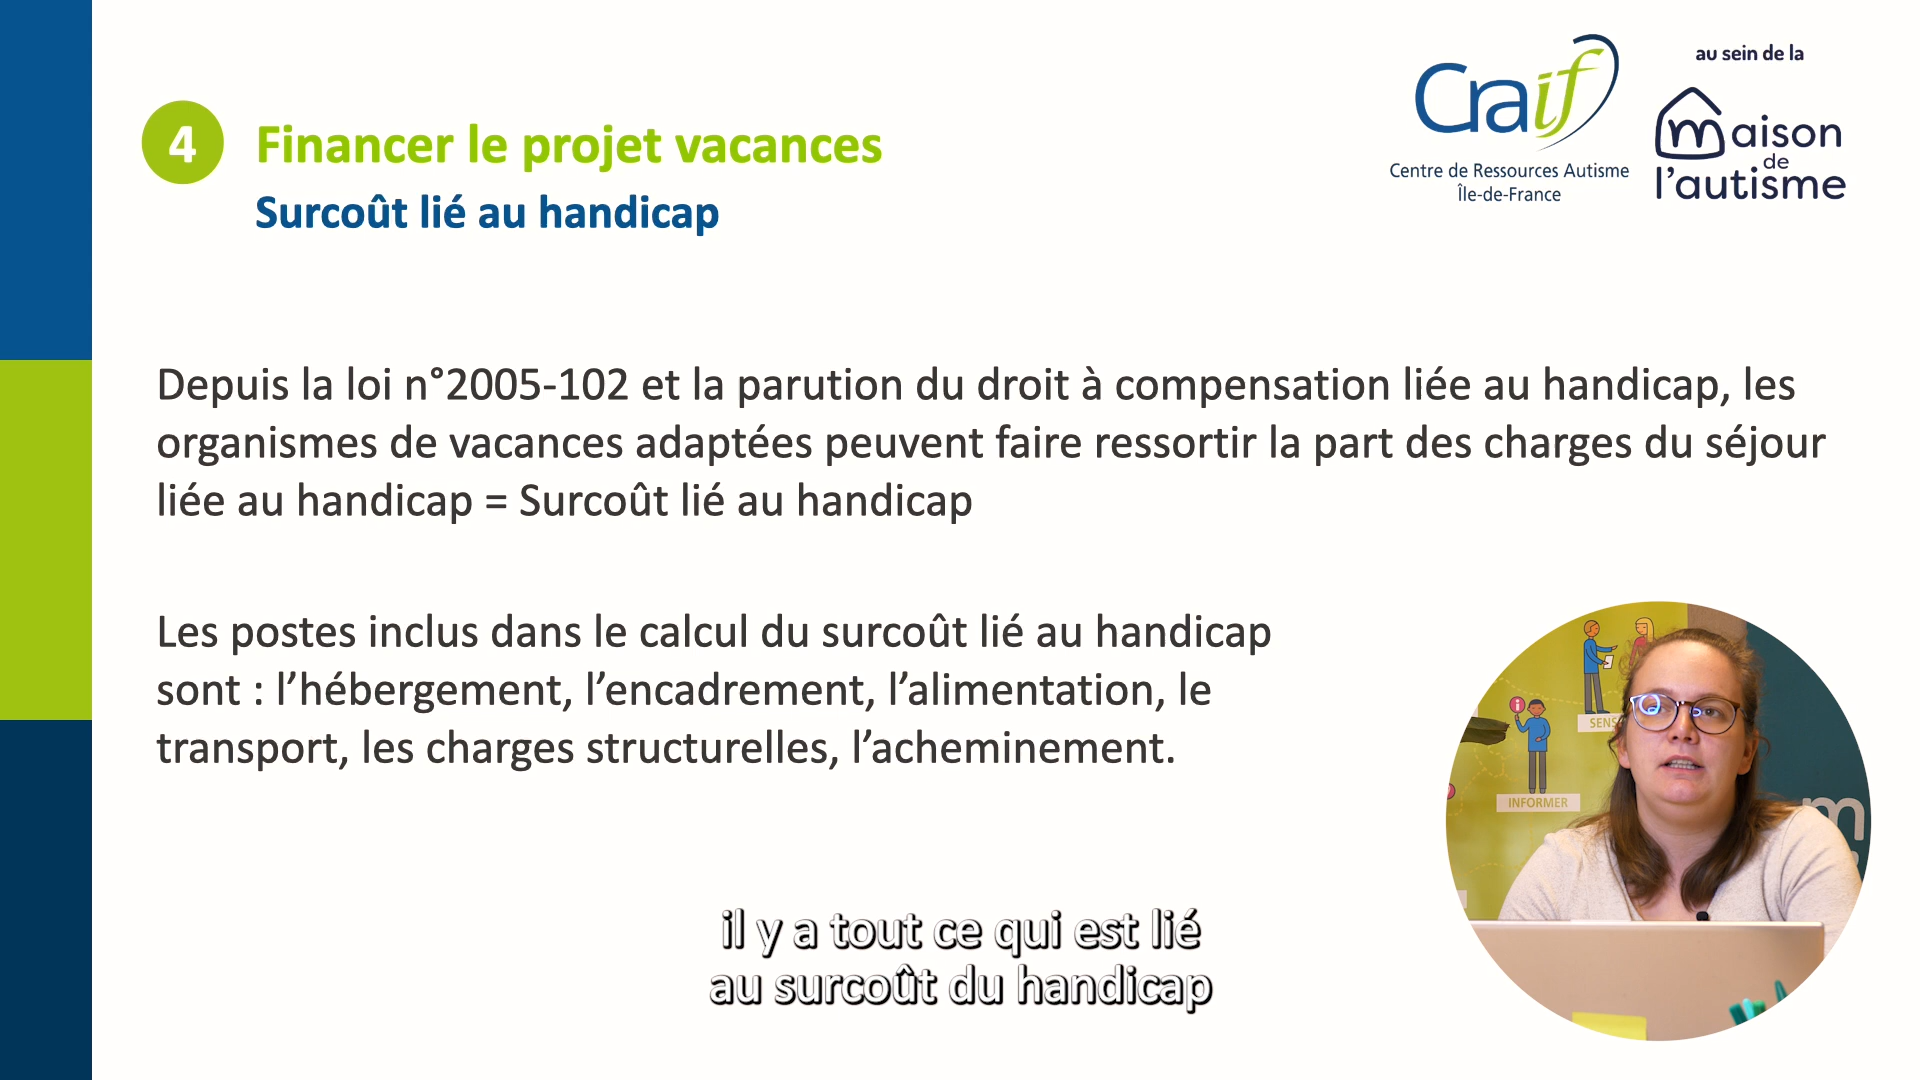 4 Financer le projet vacances
Surcoût lié au handicap
Craif
Centre de Ressources Autisme
Île-de-France
au sein de la
Maison
de
l'autisme
Depuis la loi n°2005-102 et la parution du droit à compensation liée au handicap, les
organismes de vacances adaptées peuvent faire ressortir la part des charges du séjour
liée au handicap = Surcoût lié au handicap
Les postes inclus dans le calcul du surcoût lié au handicap
sont : l’hébergement, l’encadrement, l’alimentation, le
transport, les charges structurelles, l’acheminement.
SENS
INFORMER
m
il y a tout ce qui est lié
au surcoût du handicap